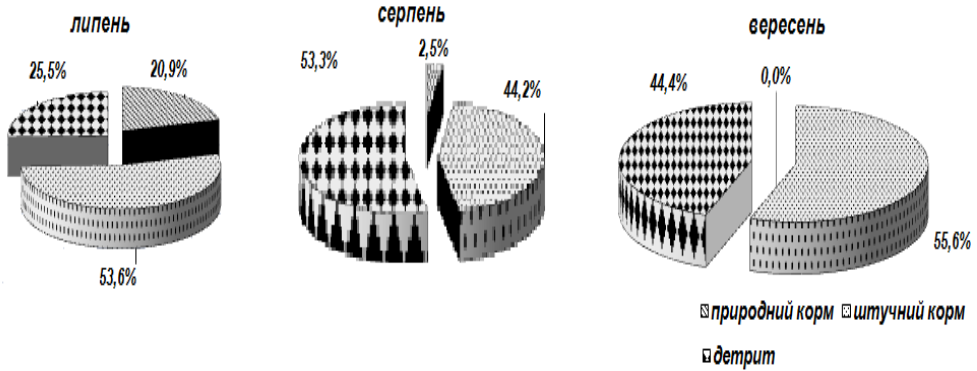 липень
25,5%
20,9%
53,6%
серпень
53,3%
2,5%
44,2%
вересень
44,4%
0,0%
55,6%
природний корм
штучний корм
детрит